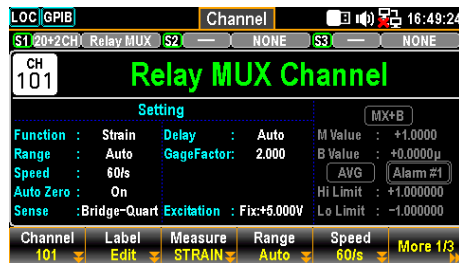 LOC GPIB Channel 16:49:24
S1 20+2CH Relay MUX S2 — NONE S3 — NONE
CH 101 Relay MUX Channel
Setting MX+B
Function : Strain Delay : Auto M Value : +1.0000
Range : Auto GageFactor: 2.000 B Value : +0.0000µ
Speed : 60/s AVG Alarm #1
Auto Zero : On Hi Limit : +1.000000
Sense :Bridge-Quart Excitation : Fix:+5.000V Lo Limit : -1.000000
Channel Label Measure Range Speed More 1/3
101 Edit STRAIN Auto 60/s